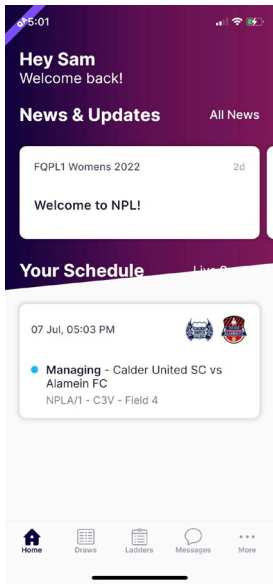 5:01
Hey Sam
Welcome back!
News & Updates
All News
FQPL1 Womens 2022
2d
Welcome to NPL!
Your Schedule
07 Jul, 05:03 PM
Managing - Calder United SC vs
Alamein FC
NPLA/1 - C3V - Field 4
Home
Draws
Ladders
Messages
More